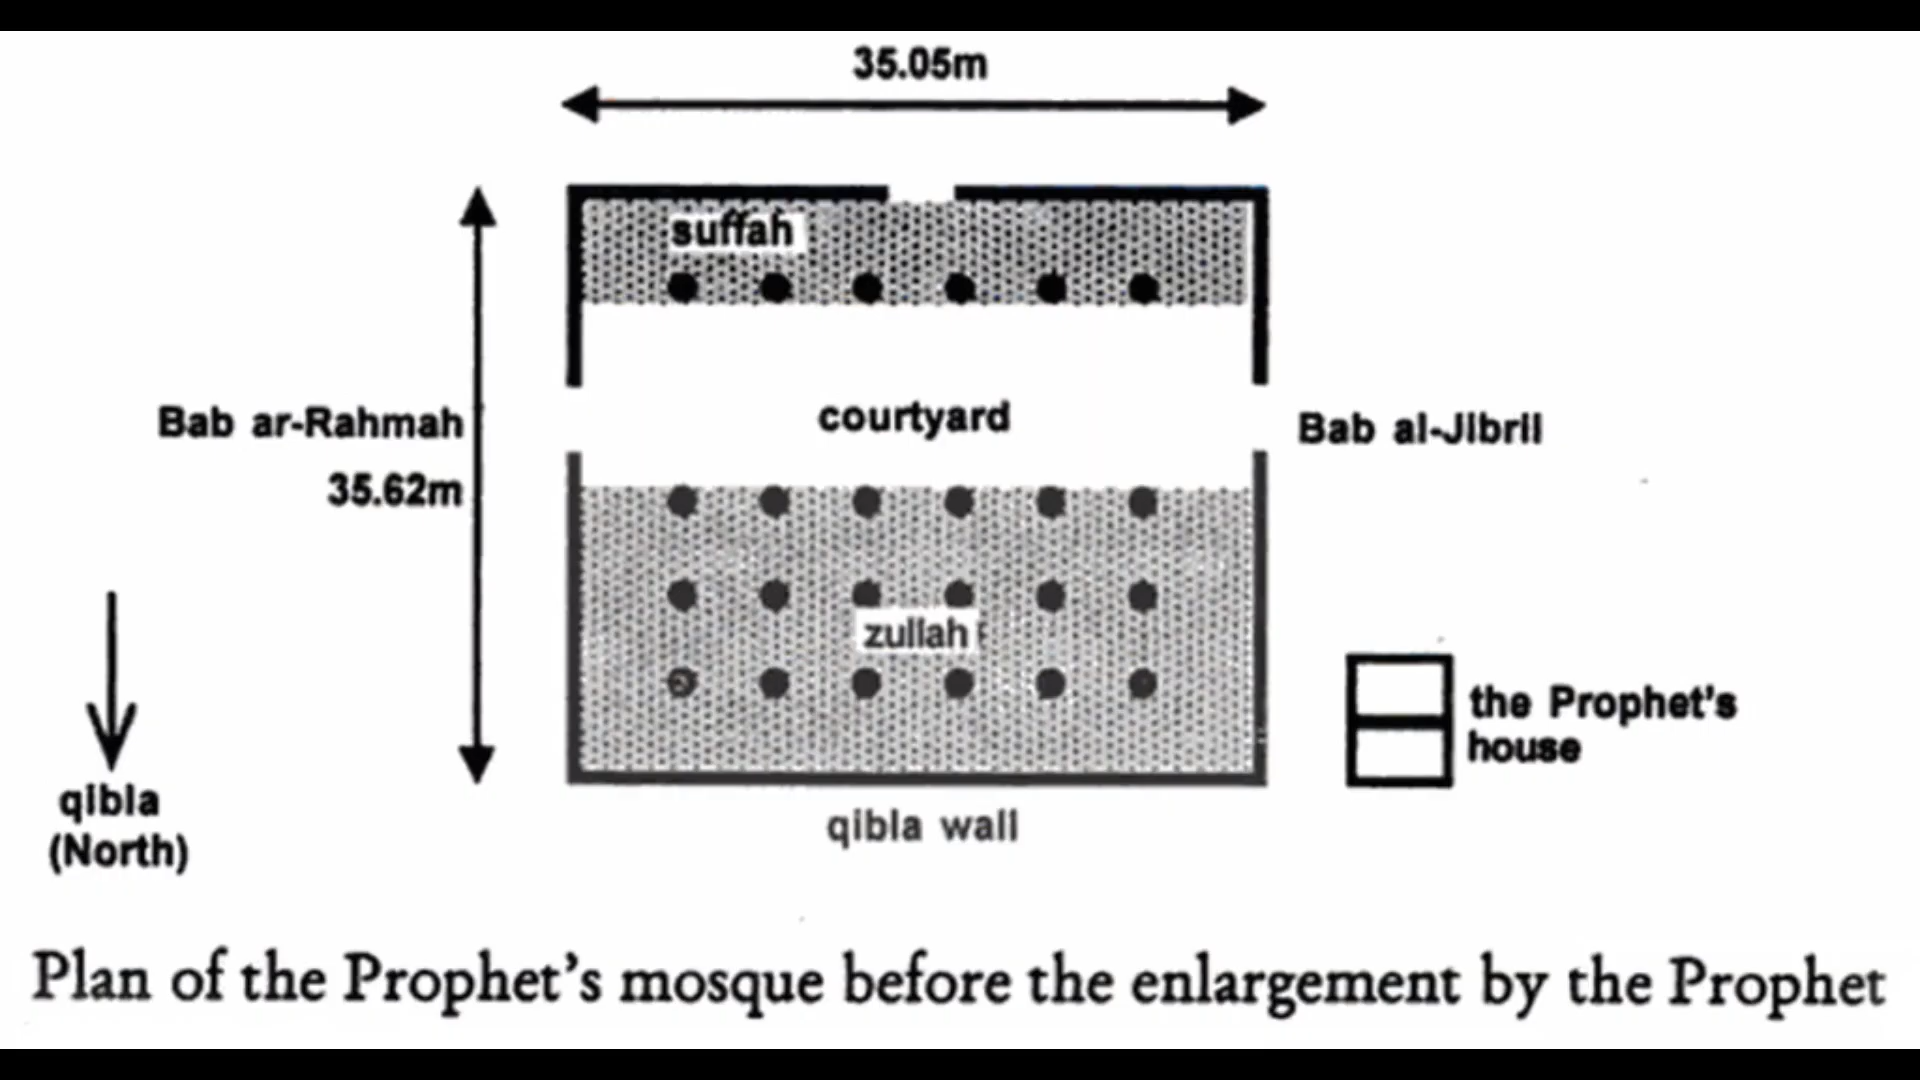 35.05m
suffah
Bab ar-Rahmah
courtyard
Bab al-Jibril
35.62m
zullah
the Prophet's
house
qibla
(North)
qibla wall
Plan of the Prophet's mosque before the enlargement by the Prophet